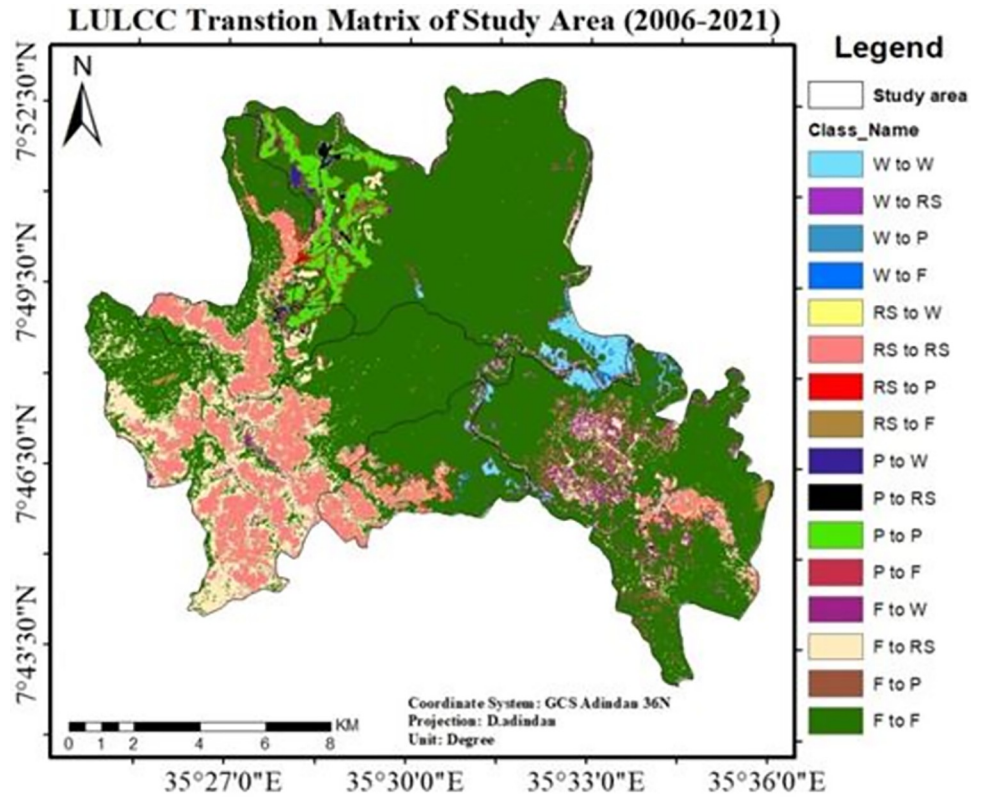 LULCC Transtion Matrix of Study Area (2006-2021)
N
7°52'30"N
7°49'30"N
7°46'30"N
7°43'30"N
35°27'0"E
35°30'0"E
35°33'0"E
35°36'0"E
0 1 2 4 6 8
KM
Coordinate System: GCS Adindan 36N
Projection: D.adindan
Unit: Degree
Legend
Study area
Class_Name
W to W
W to RS
W to P
W to F
RS to W
RS to RS
RS to P
RS to F
P to W
P to RS
P to P
P to F
F to W
F to RS
F to P
F to F